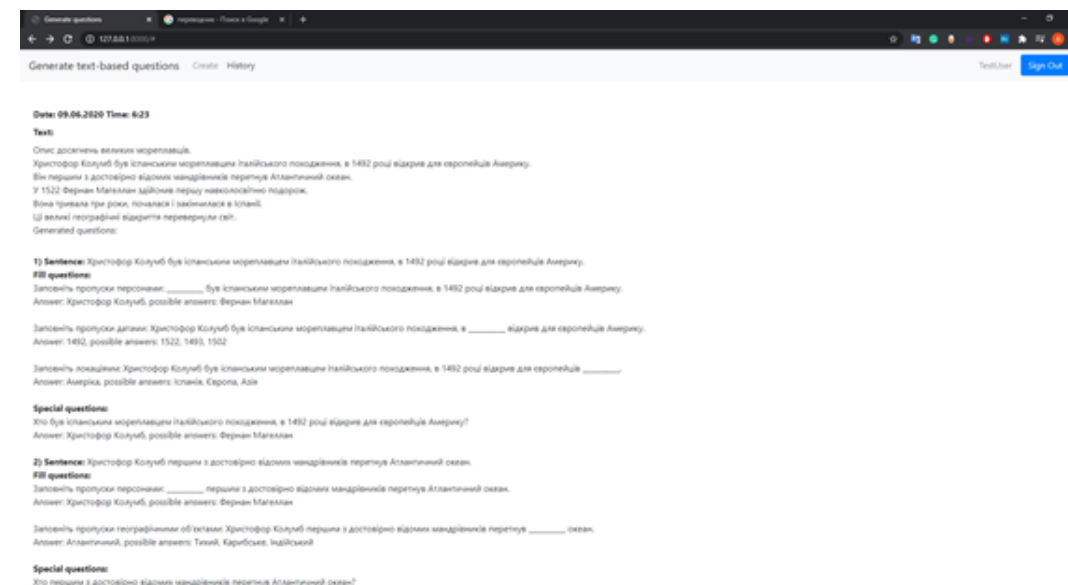 Generate questions
переводчик - Поиск в Google
127.0.0.1:8000/#
Generate text-based questions Create History TestUser Sign Out
Date: 09.06.2020 Time: 6:23
Text:
Опис досягнень великих мореплавців.
Христофор Колумб був іспанським мореплавцем італійського походження, в 1492 році відкрив для європейців Америку.
Він першим з достовірно відомих мандрівників перетнув Атлантичний океан.
У 1522 Фернан Магеллан здійснив першу навколосвітню подорож.
Вона тривала три роки, почалася і закінчилася в Іспанії.
Ці великі географічні відкриття перевернули світ.
Generated questions:
1) Sentence: Христофор Колумб був іспанським мореплавцем італійського походження, в 1492 році відкрив для європейців Америку.
Fill questions:
Заповніть пропуски персонами: ________ був іспанським мореплавцем італійського походження, в 1492 році відкрив для європейців Америку.
Answer: Христофор Колумб, possible answers: Фернан Магеллан
Заповніть пропуски датами: Христофор Колумб був іспанським мореплавцем італійського походження, в ________ відкрив для європейців Америку.
Answer: 1492, possible answers: 1522, 1493, 1502
Заповніть локаціями: Христофор Колумб був іспанським мореплавцем італійського походження, в 1492 році відкрив для європейців ________.
Answer: Америка, possible answers: Іспанія, Європа, Азія
Special questions:
Хто був іспанським мореплавцем італійського походження, в 1492 році відкрив для європейців Америку?
Answer: Христофор Колумб, possible answers: Фернан Магеллан
2) Sentence: Христофор Колумб першим з достовірно відомих мандрівників перетнув Атлантичний океан.
Fill questions:
Заповніть пропуски персонами: ________ першим з достовірно відомих мандрівників перетнув Атлантичний океан.
Answer: Христофор Колумб, possible answers: Фернан Магеллан
Заповніть пропуски географічними об'єктами: Христофор Колумб першим з достовірно відомих мандрівників перетнув ________ океан.
Answer: Атлантичний, possible answers: Тихий, Карибське, Індійський
Special questions:
Хто першим з достовірно відомих мандрівників перетнув Атлантичний океан?